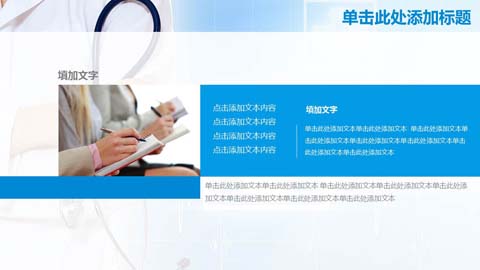 单击此处添加标题
填加文字
点击添加文本内容
点击添加文本内容
点击添加文本内容
点击添加文本内容
填加文字
单击此处添加文本单击此处添加文本 单击此处添加文本单
击此处添加文本单击此处添加文本单击此处添加文本单击
此处添加文本单击此处添加文本
单击此处添加文本单击此处添加文本 单击此处添加文本单击此处添加文本单击此处添
加文本单击此处添加文本单击此处添加文本单击此处添加文本